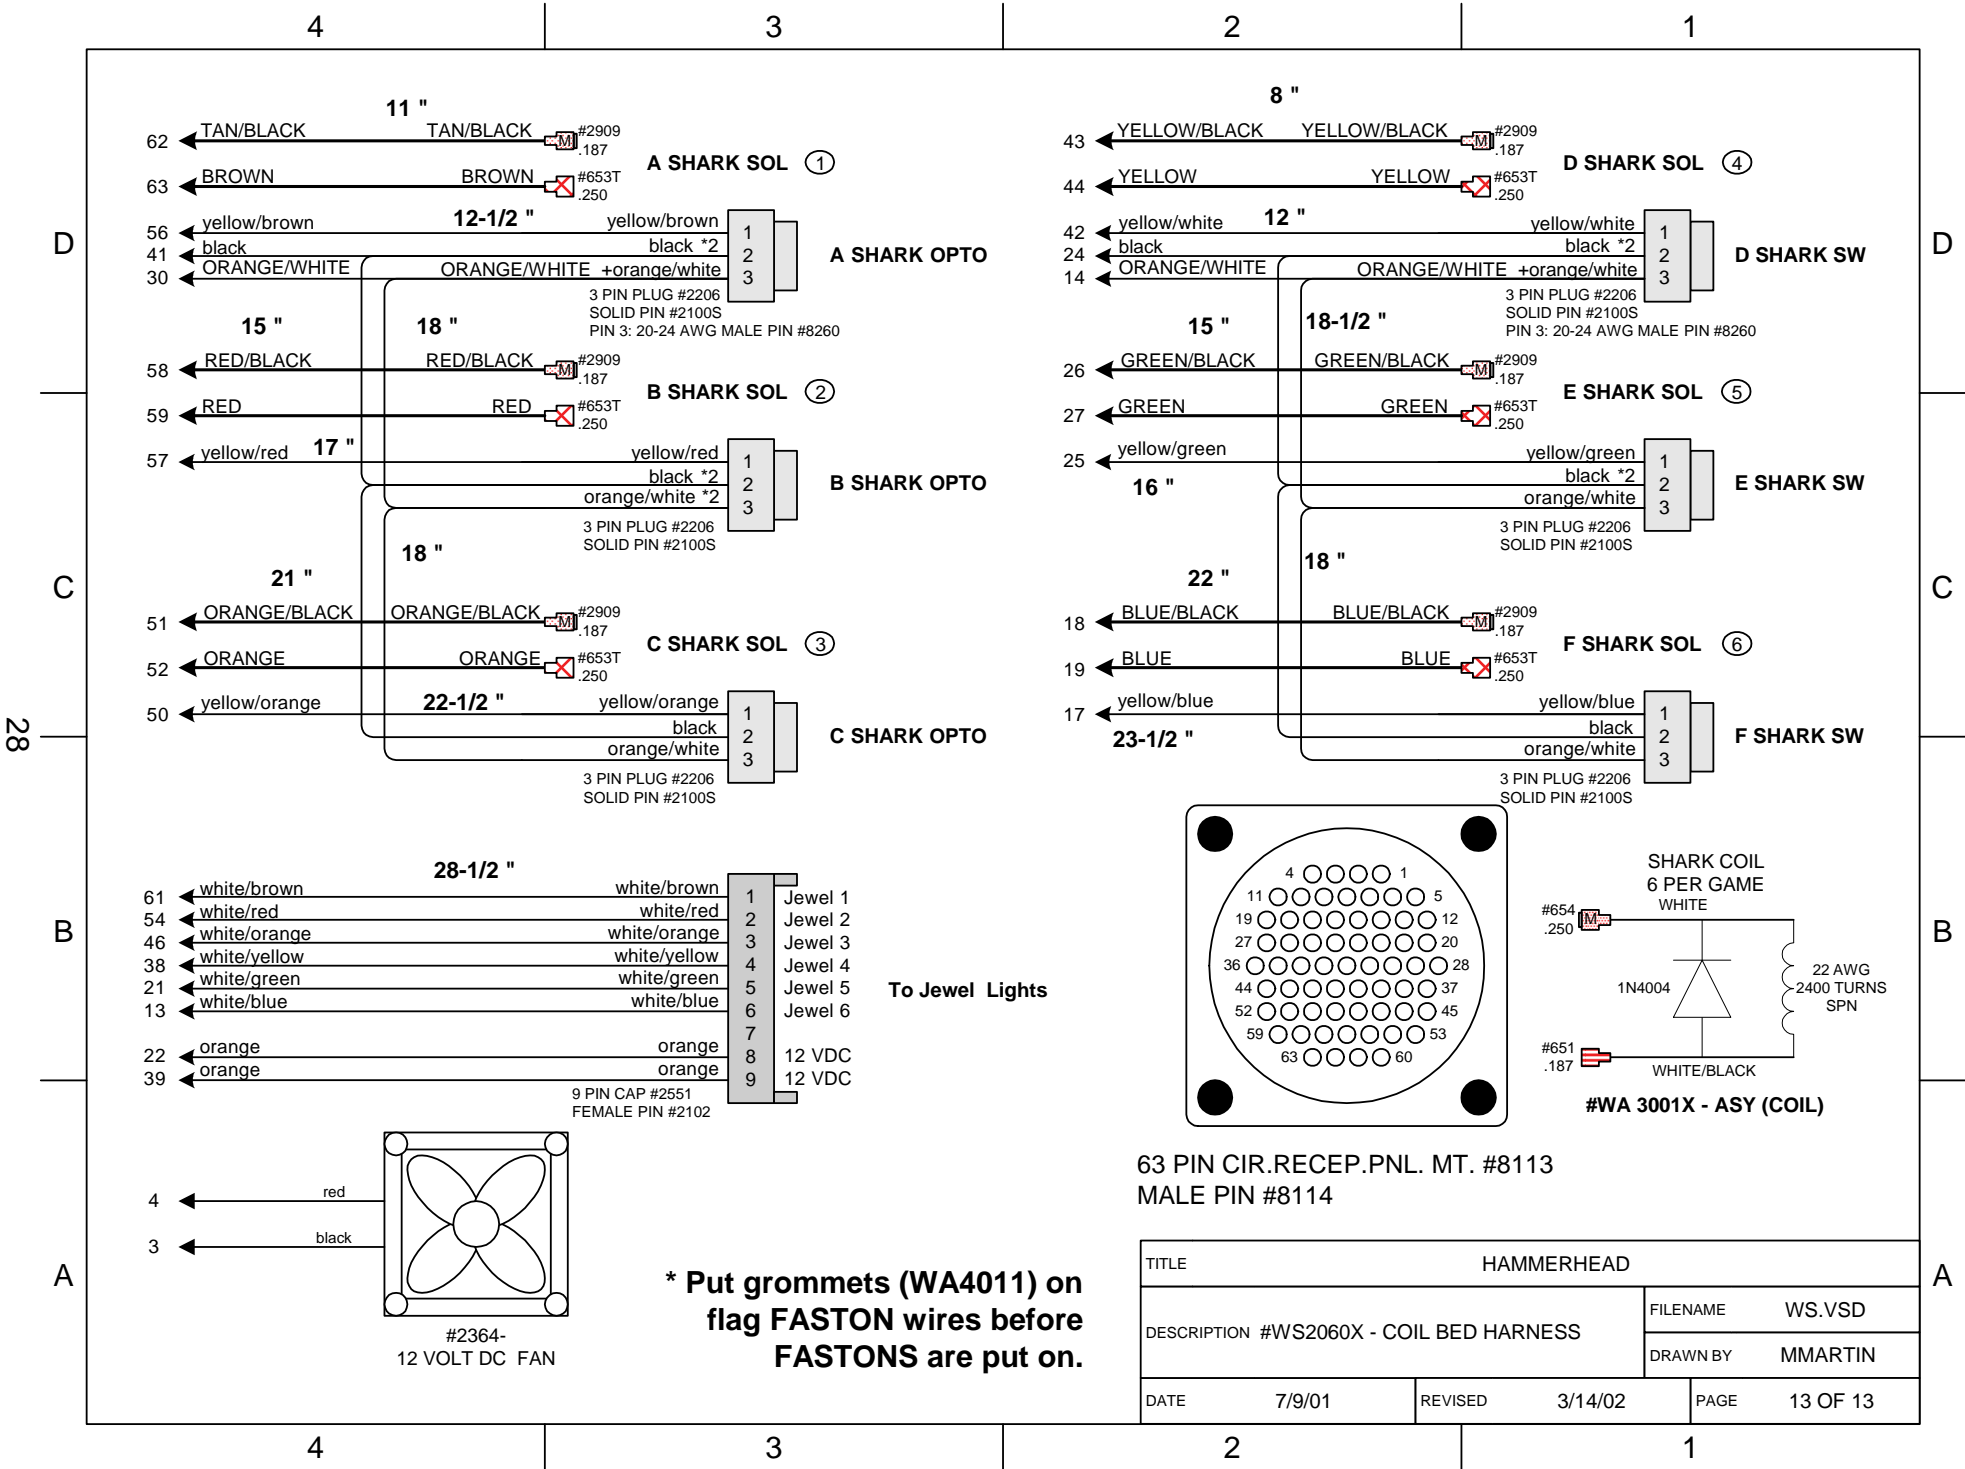 4 3 2 1
D
C
B
A
D
C
B
A
28
11 "
62 TAN/BLACK TAN/BLACK #2909
.187
A SHARK SOL 1
63 BROWN BROWN #653T
.250
12-1/2 "
56 yellow/brown yellow/brown 1
41 black black *2 2
30 ORANGE/WHITE ORANGE/WHITE +orange/white 3
A SHARK OPTO
3 PIN PLUG #2206
SOLID PIN #2100S
PIN 3: 20-24 AWG MALE PIN #8260
15 " 18 "
58 RED/BLACK RED/BLACK M #2909
.187
B SHARK SOL 2
59 RED RED #653T
.250
17 "
57 yellow/red yellow/red 1
black *2 2
orange/white *2 3
B SHARK OPTO
3 PIN PLUG #2206
SOLID PIN #2100S
18 "
21 "
51 ORANGE/BLACK ORANGE/BLACK M #2909
.187
C SHARK SOL 3
52 ORANGE ORANGE #653T
.250
22-1/2 "
50 yellow/orange yellow/orange 1
black 2
orange/white 3
C SHARK OPTO
3 PIN PLUG #2206
SOLID PIN #2100S
8 "
43 YELLOW/BLACK YELLOW/BLACK M #2909
.187
D SHARK SOL 4
44 YELLOW YELLOW #653T
.250
12 "
42 yellow/white yellow/white 1
24 black black *2 2
14 ORANGE/WHITE ORANGE/WHITE +orange/white 3
D SHARK SW
3 PIN PLUG #2206
SOLID PIN #2100S
PIN 3: 20-24 AWG MALE PIN #8260
15 " 18-1/2 "
26 GREEN/BLACK GREEN/BLACK M #2909
.187
E SHARK SOL 5
27 GREEN GREEN #653T
.250
25 yellow/green yellow/green 1
black *2 2
orange/white 3
16 "
E SHARK SW
3 PIN PLUG #2206
SOLID PIN #2100S
18 "
22 "
18 BLUE/BLACK BLUE/BLACK M #2909
.187
F SHARK SOL 6
19 BLUE BLUE #653T
.250
17 yellow/blue yellow/blue 1
black 2
orange/white 3
23-1/2 "
F SHARK SW
3 PIN PLUG #2206
SOLID PIN #2100S
28-1/2 "
61 white/brown white/brown 1 Jewel 1
54 white/red white/red 2 Jewel 2
46 white/orange white/orange 3 Jewel 3
38 white/yellow white/yellow 4 Jewel 4
21 white/green white/green 5 Jewel 5
13 white/blue white/blue 6 Jewel 6
7
22 orange orange 8 12 VDC
39 orange orange 9 12 VDC
To Jewel Lights
9 PIN CAP #2551
FEMALE PIN #2102
4 1
11 5
19 12
27 20
36 28
44 37
52 45
59 53
63 60
63 PIN CIR.RECEP.PNL. MT. #8113
MALE PIN #8114
SHARK COIL
6 PER GAME
WHITE
#654
.250
M
1N4004
22 AWG
2400 TURNS
SPN
#651
.187
WHITE/BLACK
#WA 3001X - ASY (COIL)
4 red
3 black
#2364-
12 VOLT DC FAN
* Put grommets (WA4011) on
flag FASTON wires before
FASTONS are put on.
TITLE HAMMERHEAD
DESCRIPTION #WS2060X - COIL BED HARNESS
FILENAME WS.VSD
DRAWN BY MMARTIN
DATE 7/9/01 REVISED 3/14/02 PAGE 13 OF 13
4 3 2 1